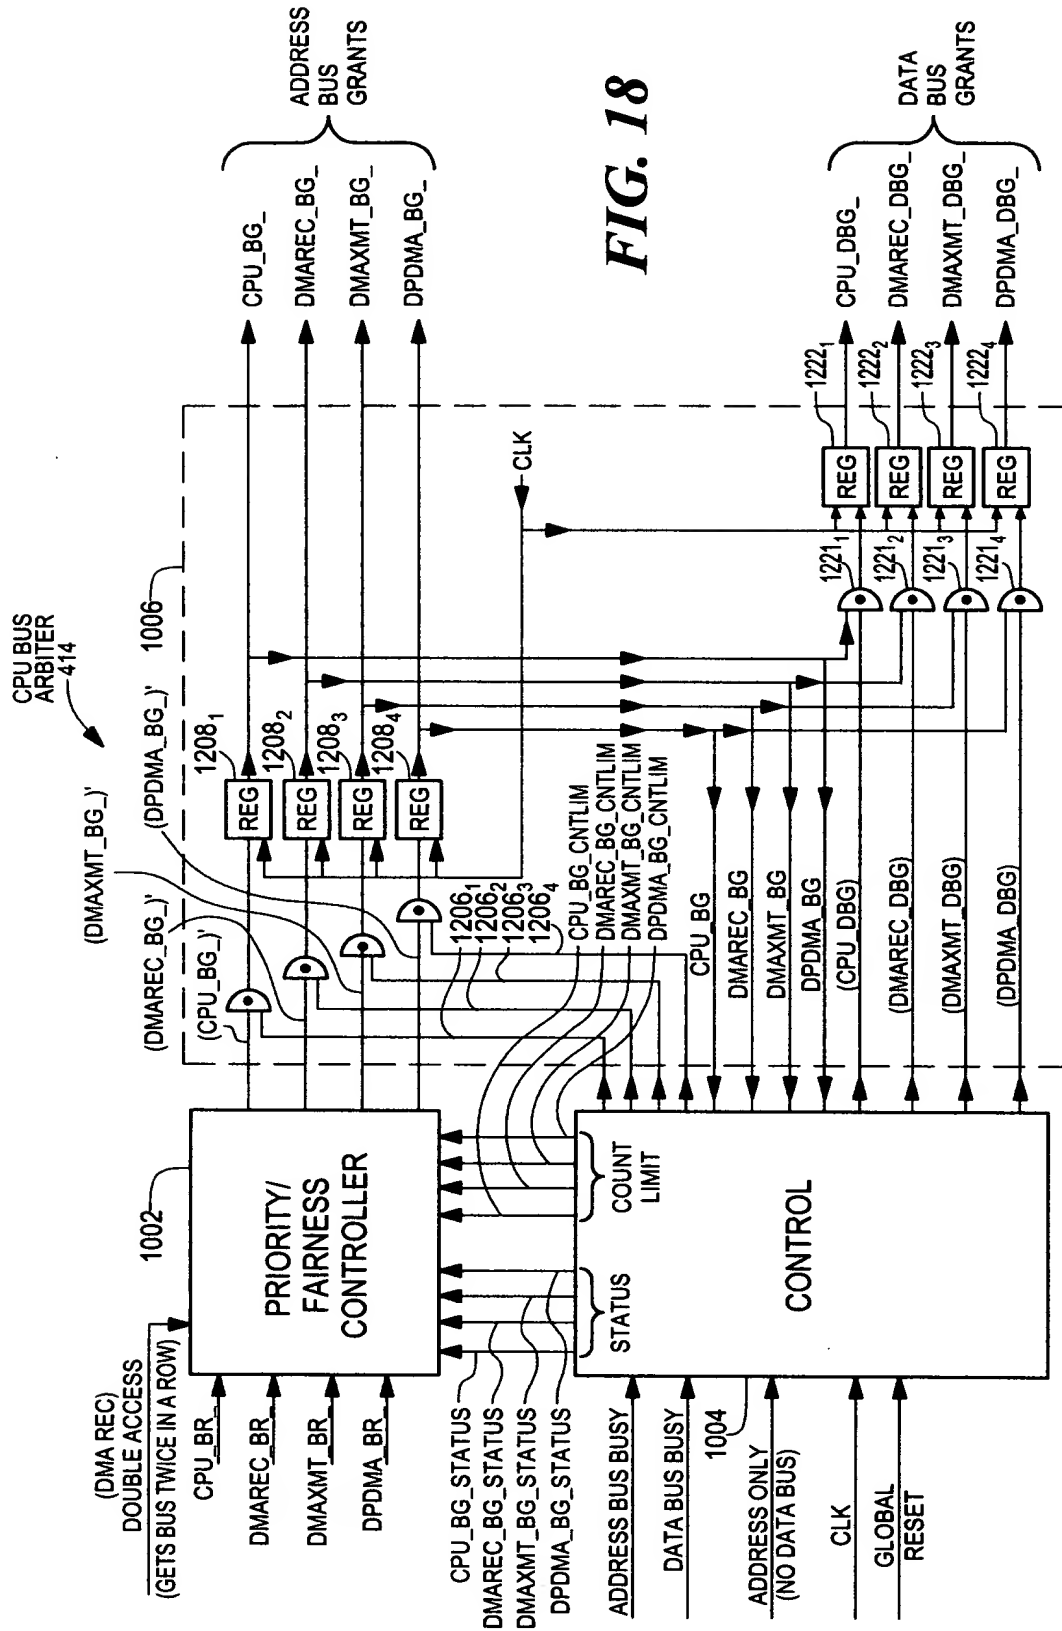 CPU BUS
ARBITER
414
1006
(DMAREC_BG_)'
(CPU_BG_)'
(DMAXMT_BG_)'
(DPDMA_BG_)'
1208₁
1208₂
1208₃
1208₄
REG
REG
REG
REG
CPU_BG_
DMAREC_BG_
DMAXMT_BG_
DPDMA_BG_
ADDRESS
BUS
GRANTS
(DMA REC)
DOUBLE ACCESS
(GETS BUS TWICE IN A ROW)
CPU_BR_
DMAREC_BR_
DMAXMT_BR_
DPDMA_BR_
1002
PRIORITY/
FAIRNESS
CONTROLLER
1206₁
1206₂
1206₃
1206₄
CPU_BG_CNTLIM
DMAREC_BG_CNTLIM
DMAXMT_BG_CNTLIM
DPDMA_BG_CNTLIM
CLK
CPU_BG_STATUS
DMAREC_BG_STATUS
DMAXMT_BG_STATUS
DPDMA_BG_STATUS
STATUS
COUNT
LIMIT
ADDRESS BUS BUSY
DATA BUS BUSY
1004
ADDRESS ONLY
(NO DATA BUS)
CLK
GLOBAL
RESET
CONTROL
CPU_BG
DMAREC_BG
DMAXMT_BG
DPDMA_BG
(CPU_DBG)
(DMAREC_DBG)
(DMAXMT_DBG)
(DPDMA_DBG)
1221₁
1221₂
1221₃
1221₄
REG
REG
REG
REG
1222₁
1222₂
1222₃
1222₄
CPU_DBG_
DMAREC_DBG_
DMAXMT_DBG_
DPDMA_DBG_
DATA
BUS
GRANTS
FIG. 18